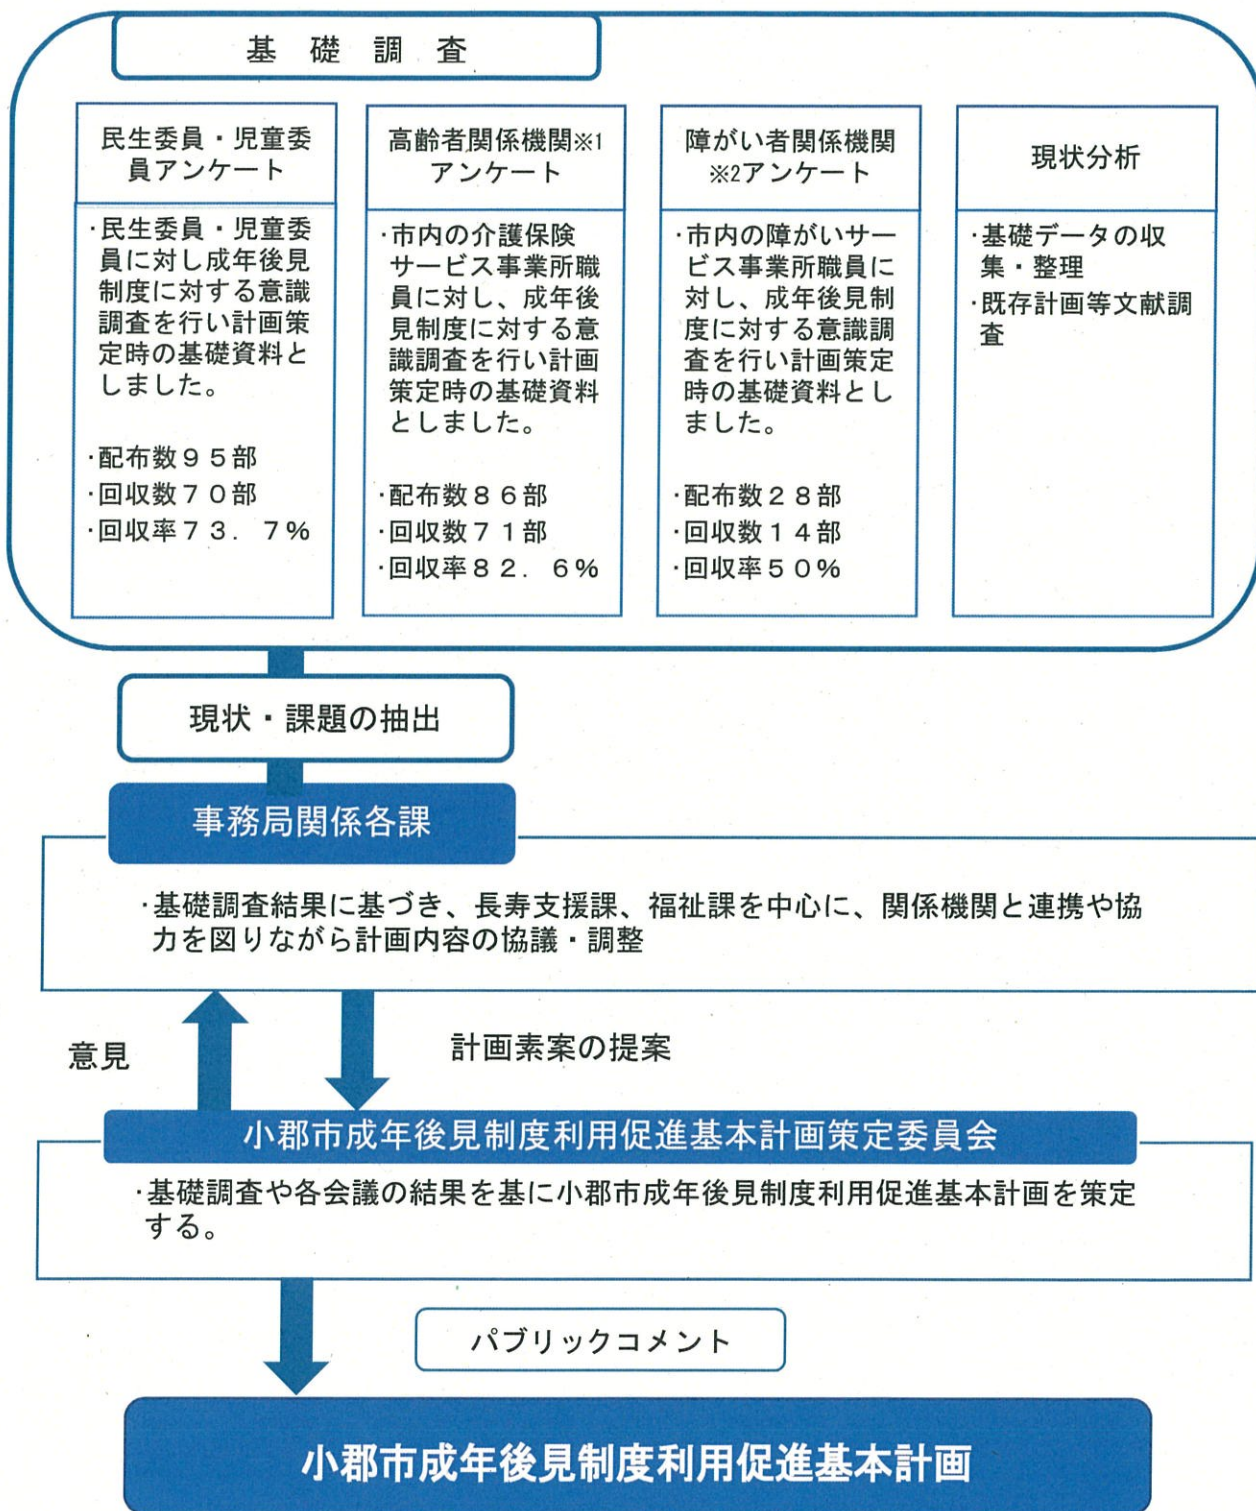 基 礎 調 査
民生委員・児童委
員アンケート
・民生委員・児童委
員に対し成年後見
制度に対する意識
調査を行い計画策
定時の基礎資料と
しました。
・配布数９５部
・回収数７０部
・回収率７３．７％
高齢者関係機関※1
アンケート
・市内の介護保険
サービス事業所職
員に対し、成年後
見制度に対する意
識調査を行い計画
策定時の基礎資料
としました。
・配布数８６部
・回収数７１部
・回収率８２．６％
障がい者関係機関
※2アンケート
・市内の障がいサー
ビス事業所職員に
対し、成年後見制
度に対する意識調
査を行い計画策定
時の基礎資料とし
ました。
・配布数２８部
・回収数１４部
・回収率５０％
現状分析
・基礎データの収
集・整理
・既存計画等文献調
査
現状・課題の抽出
事務局関係各課
・基礎調査結果に基づき、長寿支援課、福祉課を中心に、関係機関と連携や協
力を図りながら計画内容の協議・調整
意見
計画素案の提案
小郡市成年後見制度利用促進基本計画策定委員会
・基礎調査や各会議の結果を基に小郡市成年後見制度利用促進基本計画を策定
する。
パブリックコメント
小郡市成年後見制度利用促進基本計画